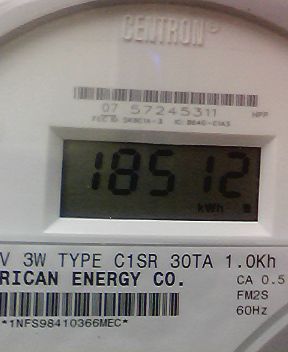 CENTRON®
07 57245311
HPP
18512
kWh
V 3W TYPE C1SR 30TA 1.0Kh
RICAN ENERGY CO.
CA 0.5
FM2S
60Hz
*1NFS98410366MEC*